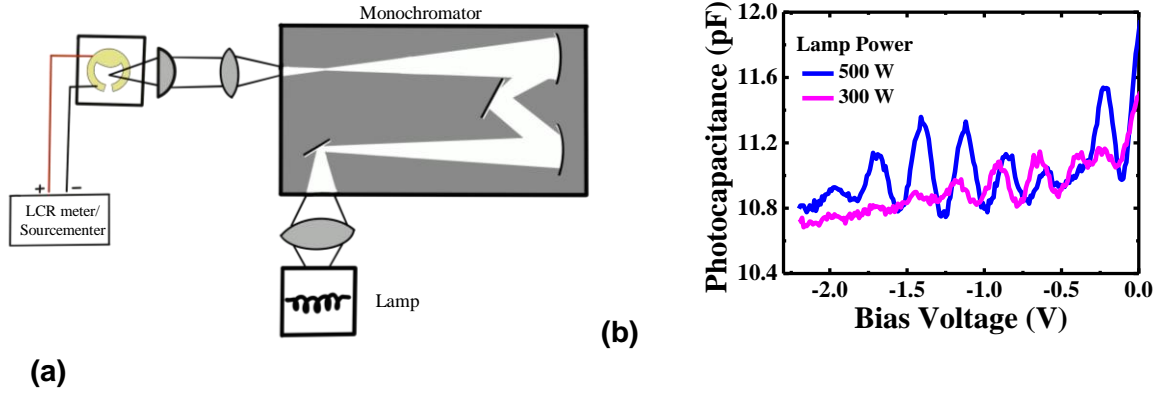 Monochromator
+ −
LCR meter/
Sourcementer
Lamp
(a)
Photocapacitance (pF)
12.0
11.6
11.2
10.8
10.4
Lamp Power
500 W
300 W
-2.0 -1.5 -1.0 -0.5 0.0
Bias Voltage (V)
(b)